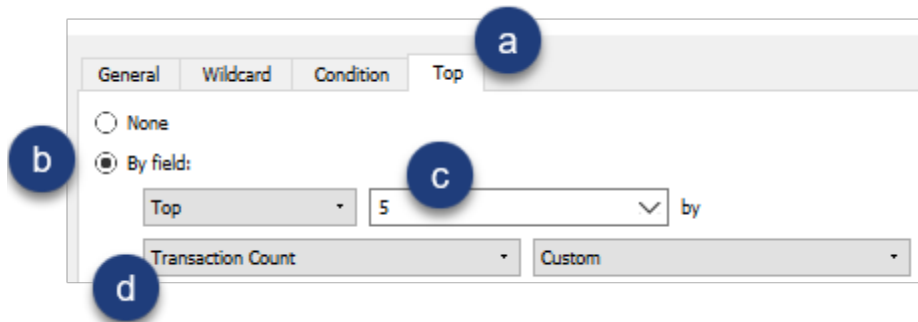 a
General Wildcard Condition Top
None
b By field: c
Top 5 by
Transaction Count Custom
d